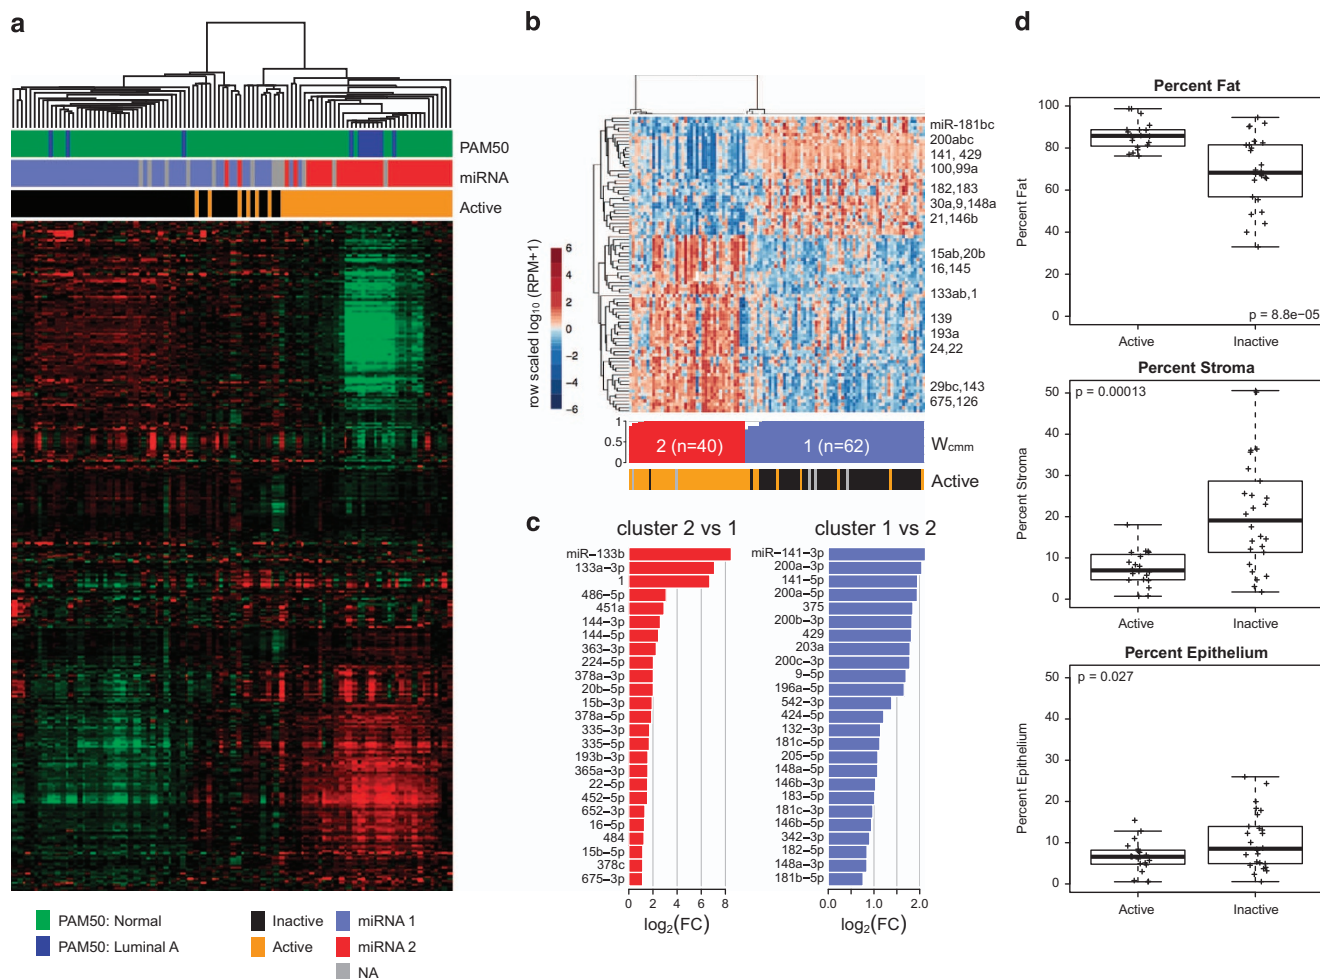 a
PAM50
miRNA
Active
PAM50: Normal
PAM50: Luminal A
Inactive
Active
miRNA 1
miRNA 2
NA
b
row scaled log10 (RPM+1)
6
4
2
0
−2
−4
−6
miR-181bc
200abc
141, 429
100,99a
182,183
30a,9,148a
21,146b
15ab,20b
16,145
133ab,1
139
193a
24,22
29bc,143
675,126
1
0.5
0
2 (n=40)
1 (n=62)
Wcmm
Active
c
cluster 2 vs 1
miR−133b
133a−3p
1
486−5p
451a
144−3p
144−5p
363−3p
224−5p
378a−3p
20b−5p
15b−3p
378a−5p
335−3p
335−5p
193b−3p
365a−3p
22−5p
452−5p
652−3p
16−5p
484
15b−5p
378c
675−3p
0 2 4 6 8
log2(FC)
cluster 1 vs 2
miR−141−3p
200a−3p
141−5p
200a−5p
375
200b−3p
429
203a
200c−3p
9−5p
196a−5p
542−3p
424−5p
132−3p
181c−5p
205−5p
148a−5p
146b−3p
183−5p
181c−3p
146b−5p
342−3p
182−5p
148a−3p
181b−5p
0.0 1.0 2.0
log2(FC)
d
Percent Fat
Percent Fat
100
80
60
40
20
0
p = 8.8e−05
Active Inactive
Percent Stroma
Percent Stroma
p = 0.00013
50
40
30
20
10
0
Active Inactive
Percent Epithelium
Percent Epithelium
p = 0.027
50
40
30
20
10
0
Active Inactive